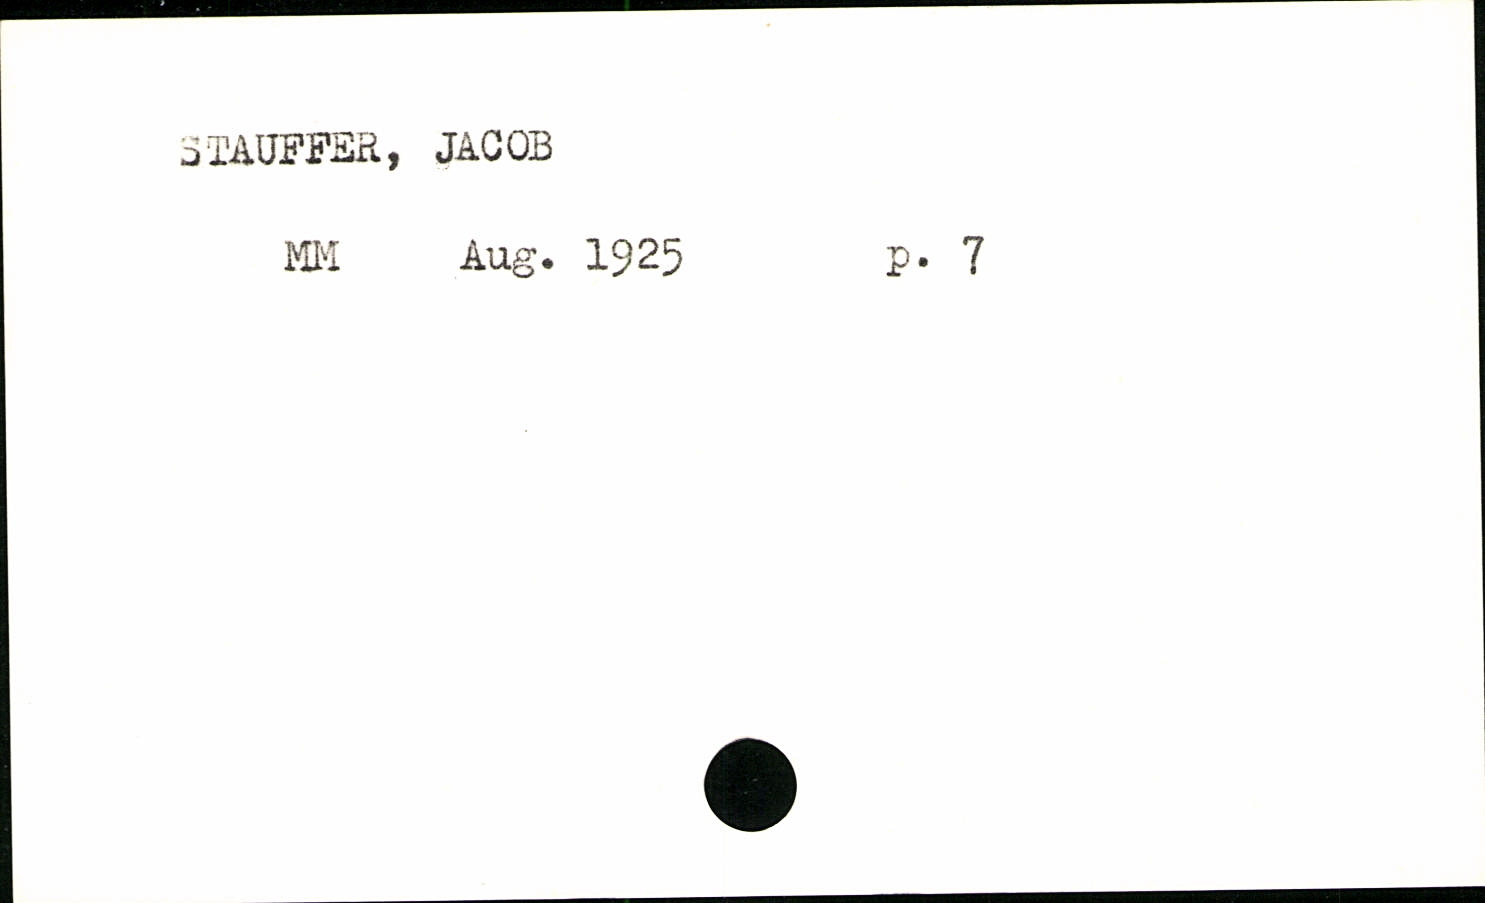 STAUFFER, JACOB
MM Aug. 1925 p. 7